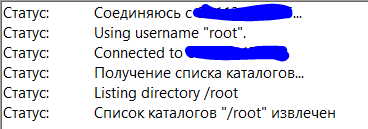 Статус: Соединяюсь с ...
Статус: Using username "root".
Статус: Connected to
Статус: Получение списка каталогов...
Статус: Listing directory /root
Статус: Список каталогов "/root" извлечен